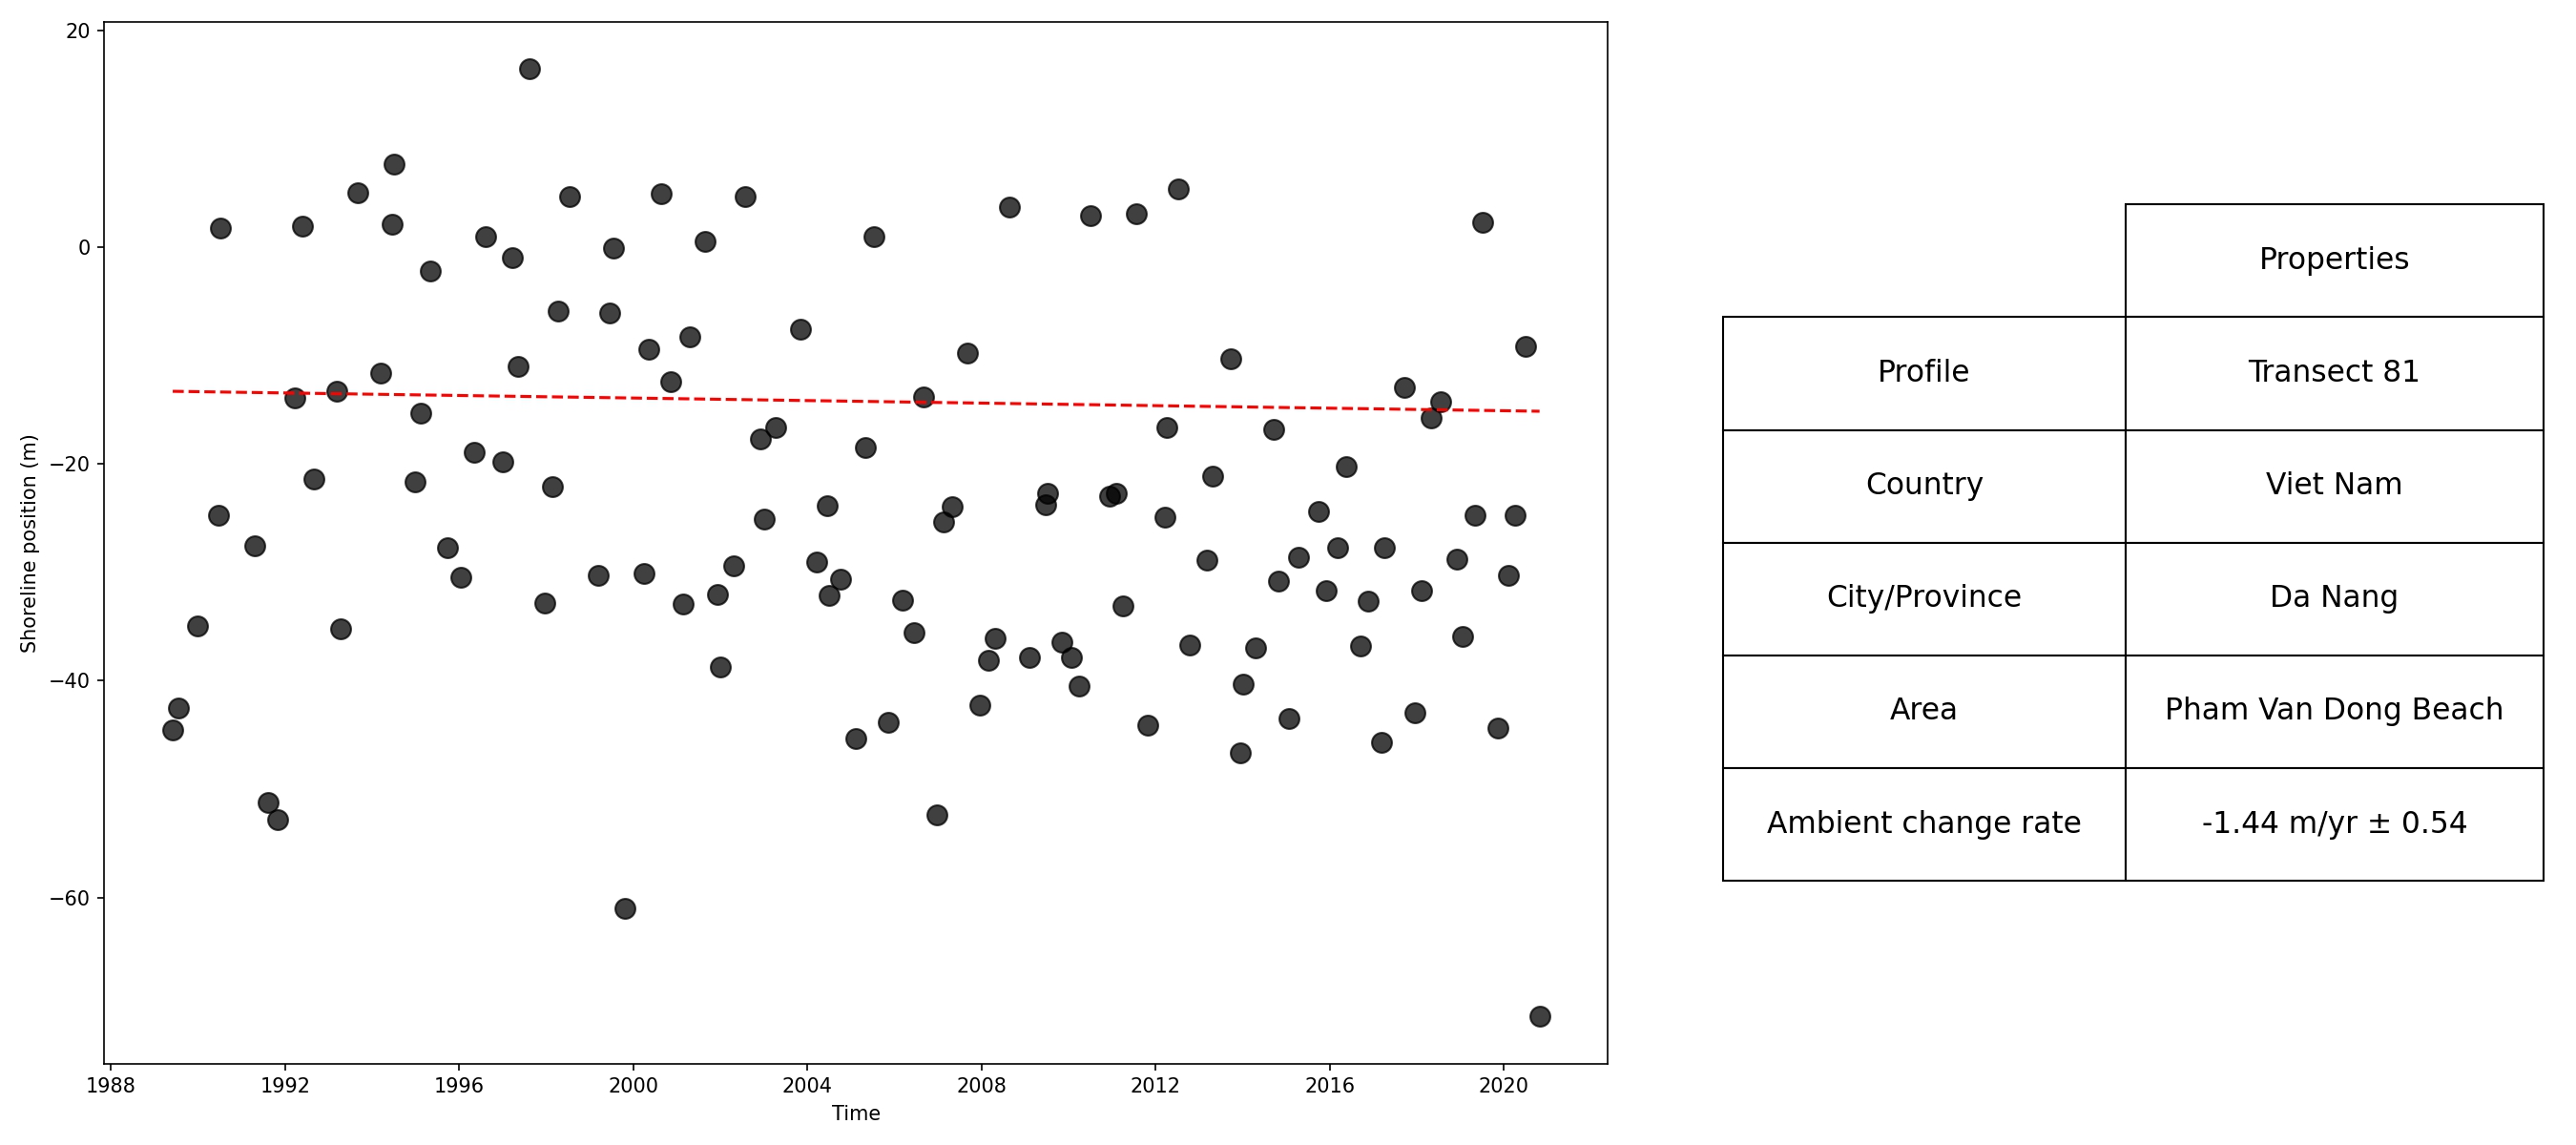 20
0
−20
−40
−60
Shoreline position (m)
1988 1992 1996 2000 2004 2008 2012 2016 2020
Time
Properties
Profile Transect 81
Country Viet Nam
City/Province Da Nang
Area Pham Van Dong Beach
Ambient change rate -1.44 m/yr ± 0.54